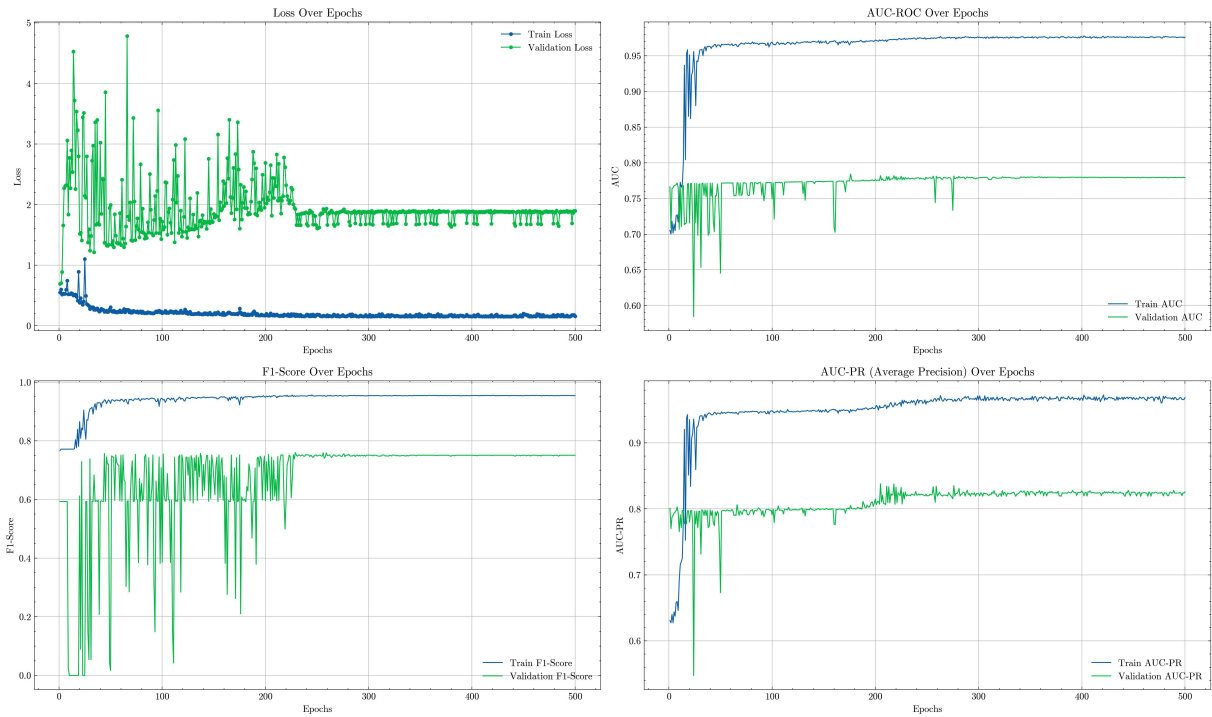 Loss Over Epochs
5
4
3
2
1
0
Loss
Train Loss
Validation Loss
0
100
200
300
400
500
Epochs
AUC-ROC Over Epochs
0.95
0.90
0.85
0.80
0.75
0.70
0.65
0.60
AUC
Train AUC
Validation AUC
0
100
200
300
400
500
Epochs
F1-Score Over Epochs
1.0
0.8
0.6
0.4
0.2
0.0
F1-Score
Train F1-Score
Validation F1-Score
0
100
200
300
400
500
Epochs
AUC-PR (Average Precision) Over Epochs
0.9
0.8
0.7
0.6
AUC-PR
Train AUC-PR
Validation AUC-PR
0
100
200
300
400
500
Epochs